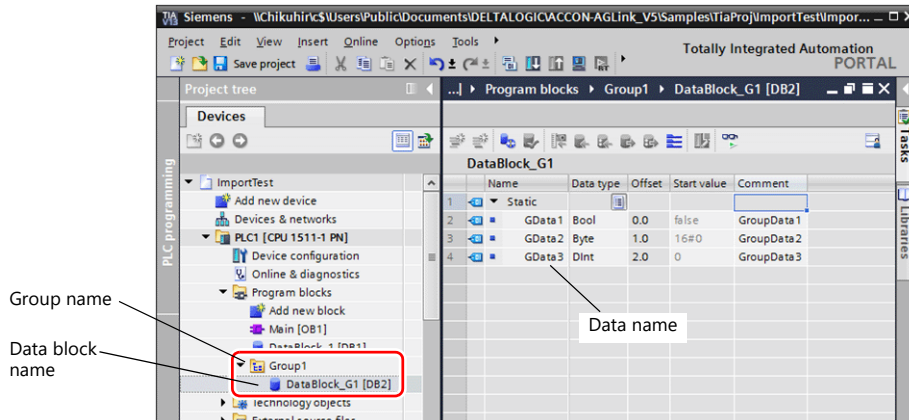 Siemens - \\Chikuhir\c$\Users\Public\Documents\DELTALOGIC\ACCON-AGLink_V5\Samples\TiaProj\ImportTest\Impor... _ X
Project Edit View Insert Online Options Tools
Totally Integrated Automation
PORTAL
Save project
Project tree
...] Program blocks Group1 DataBlock_G1 [DB2]
Devices
DataBlock_G1
Name Data type Offset Start value Comment
1 Static
2 GData1 Bool 0.0 false GroupData1
3 GData2 Byte 1.0 16#0 GroupData2
4 GData3 DInt 2.0 0 GroupData3
ImportTest
Add new device
Devices & networks
PLC1 [CPU 1511-1 PN]
Device configuration
Online & diagnostics
Program blocks
Add new block
Main [OB1]
DataBlock_1 [DB1]
Group1
DataBlock_G1 [DB2]
Technology objects
External source files
PLC programming
Tasks
Libraries
Group name
Data block
name
Data name